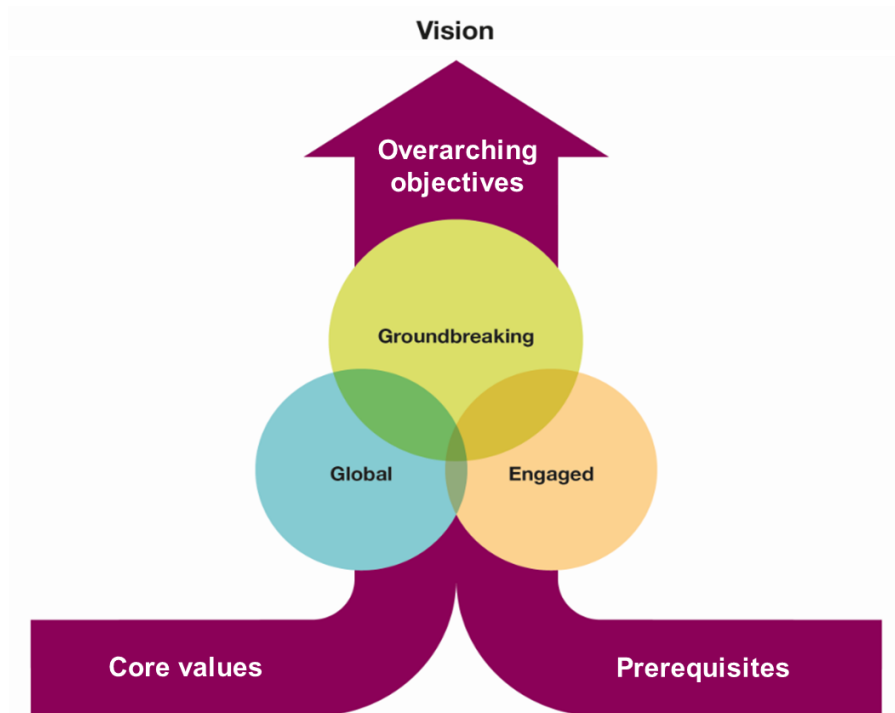 Vision
Overarching
objectives
Groundbreaking
Global
Engaged
Core values
Prerequisites